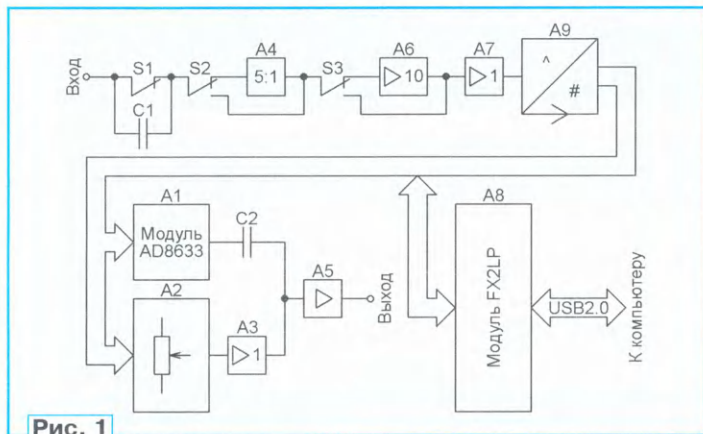 Вход
S1
C1
S2
A4
5:1
S3
A6
10
A7
1
A9
^
#
A1
Модуль
AD8633
C2
A2
A3
1
A5
Выход
A8
Модуль FX2LP
USB2.0
К компьютеру
Рис. 1